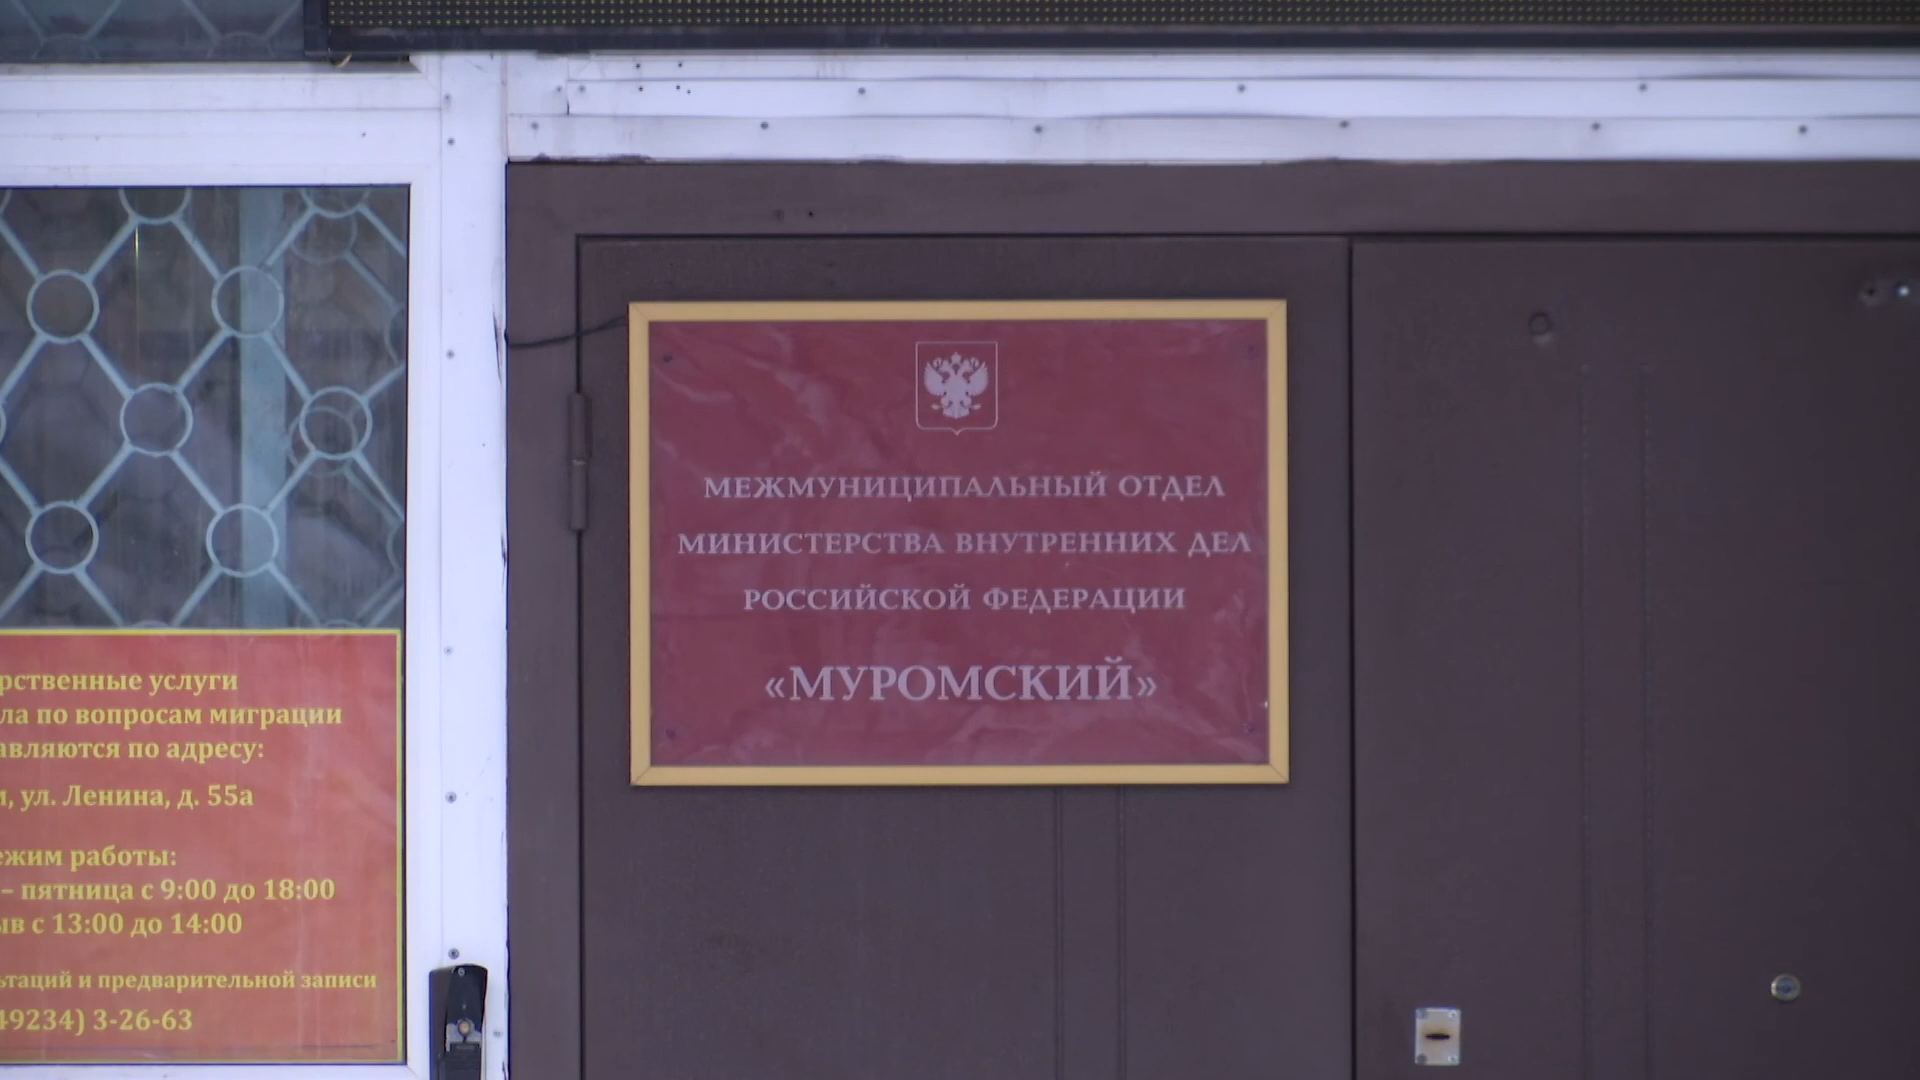 МЕЖМУНИЦИПАЛЬНЫЙ ОТДЕЛ
МИНИСТЕРСТВА ВНУТРЕННИХ ДЕЛ
РОССИЙСКОЙ ФЕДЕРАЦИИ
«МУРОМСКИЙ»
рственные услуги
ла по вопросам миграции
авляются по адресу:
, ул. Ленина, д. 55а
ежим работы:
– пятница с 9:00 до 18:00
ыв с 13:00 до 14:00
ьтаций и предварительной записи
49234) 3-26-63